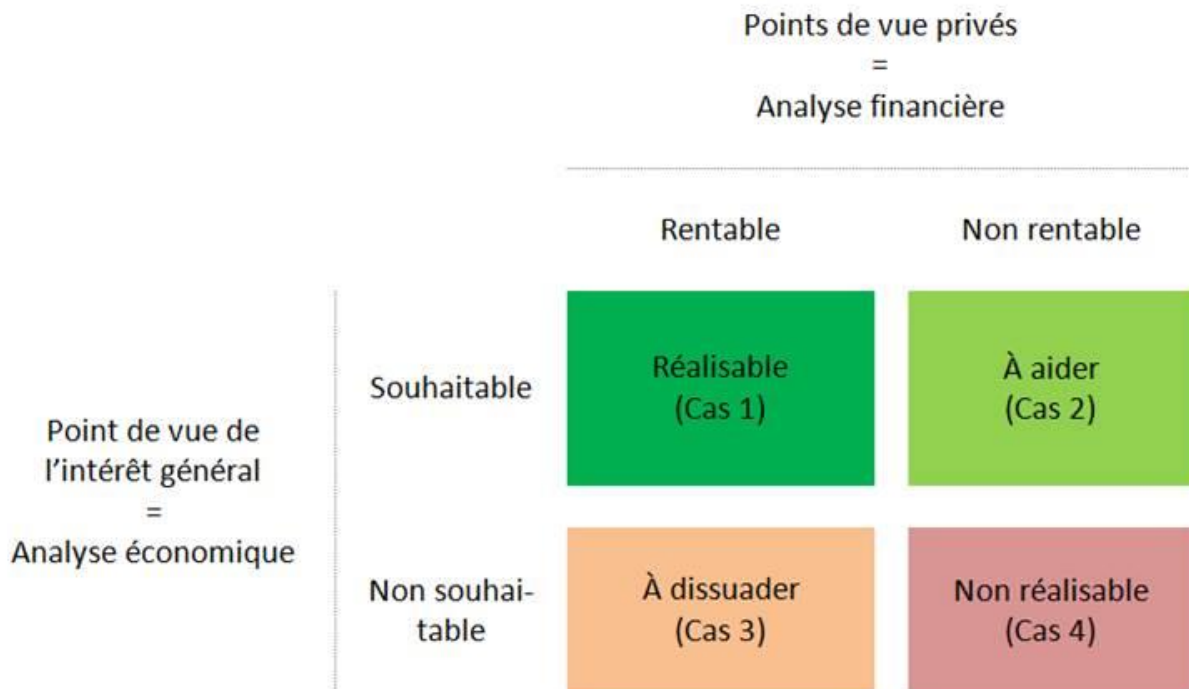 Points de vue privés
=
Analyse financière
Rentable
Non rentable
Point de vue de
l'intérêt général
=
Analyse économique
Souhaitable
Réalisable
(Cas 1)
À aider
(Cas 2)
Non souhai-
table
À dissuader
(Cas 3)
Non réalisable
(Cas 4)